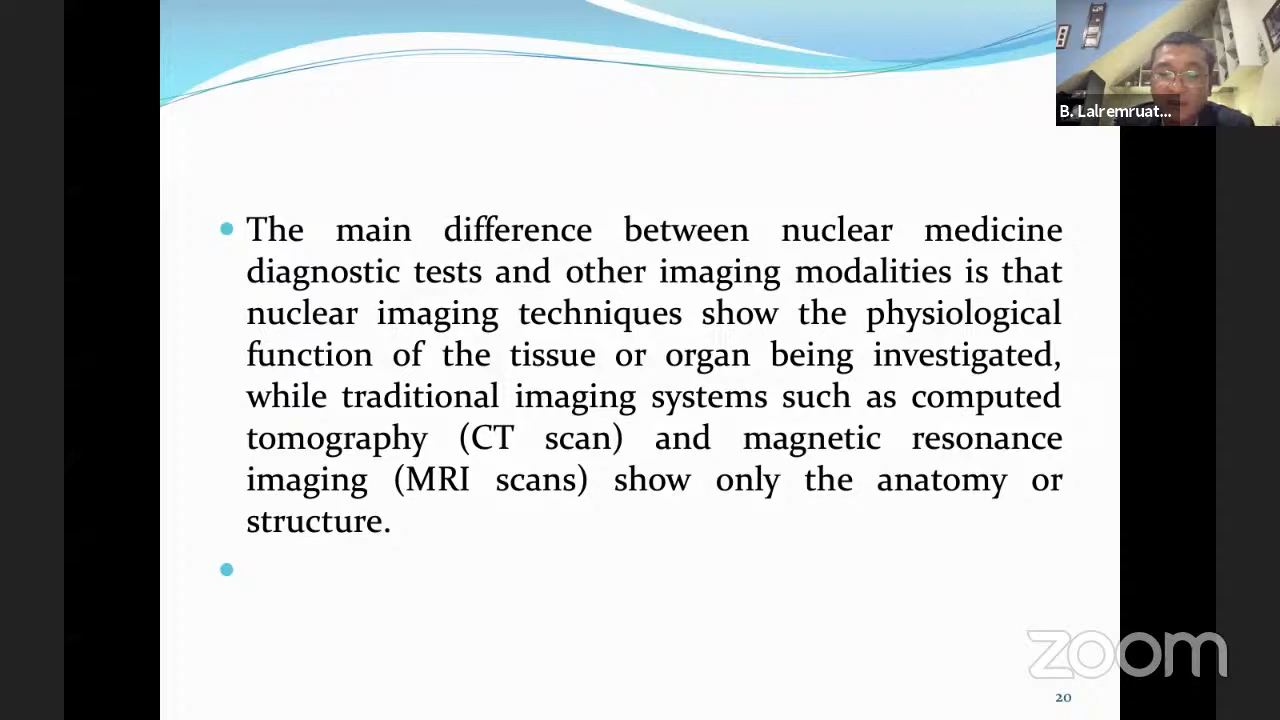 B. Lalremruat...
The main difference between nuclear medicine
diagnostic tests and other imaging modalities is that
nuclear imaging techniques show the physiological
function of the tissue or organ being investigated,
while traditional imaging systems such as computed
tomography (CT scan) and magnetic resonance
imaging (MRI scans) show only the anatomy or
structure.
zoom
20